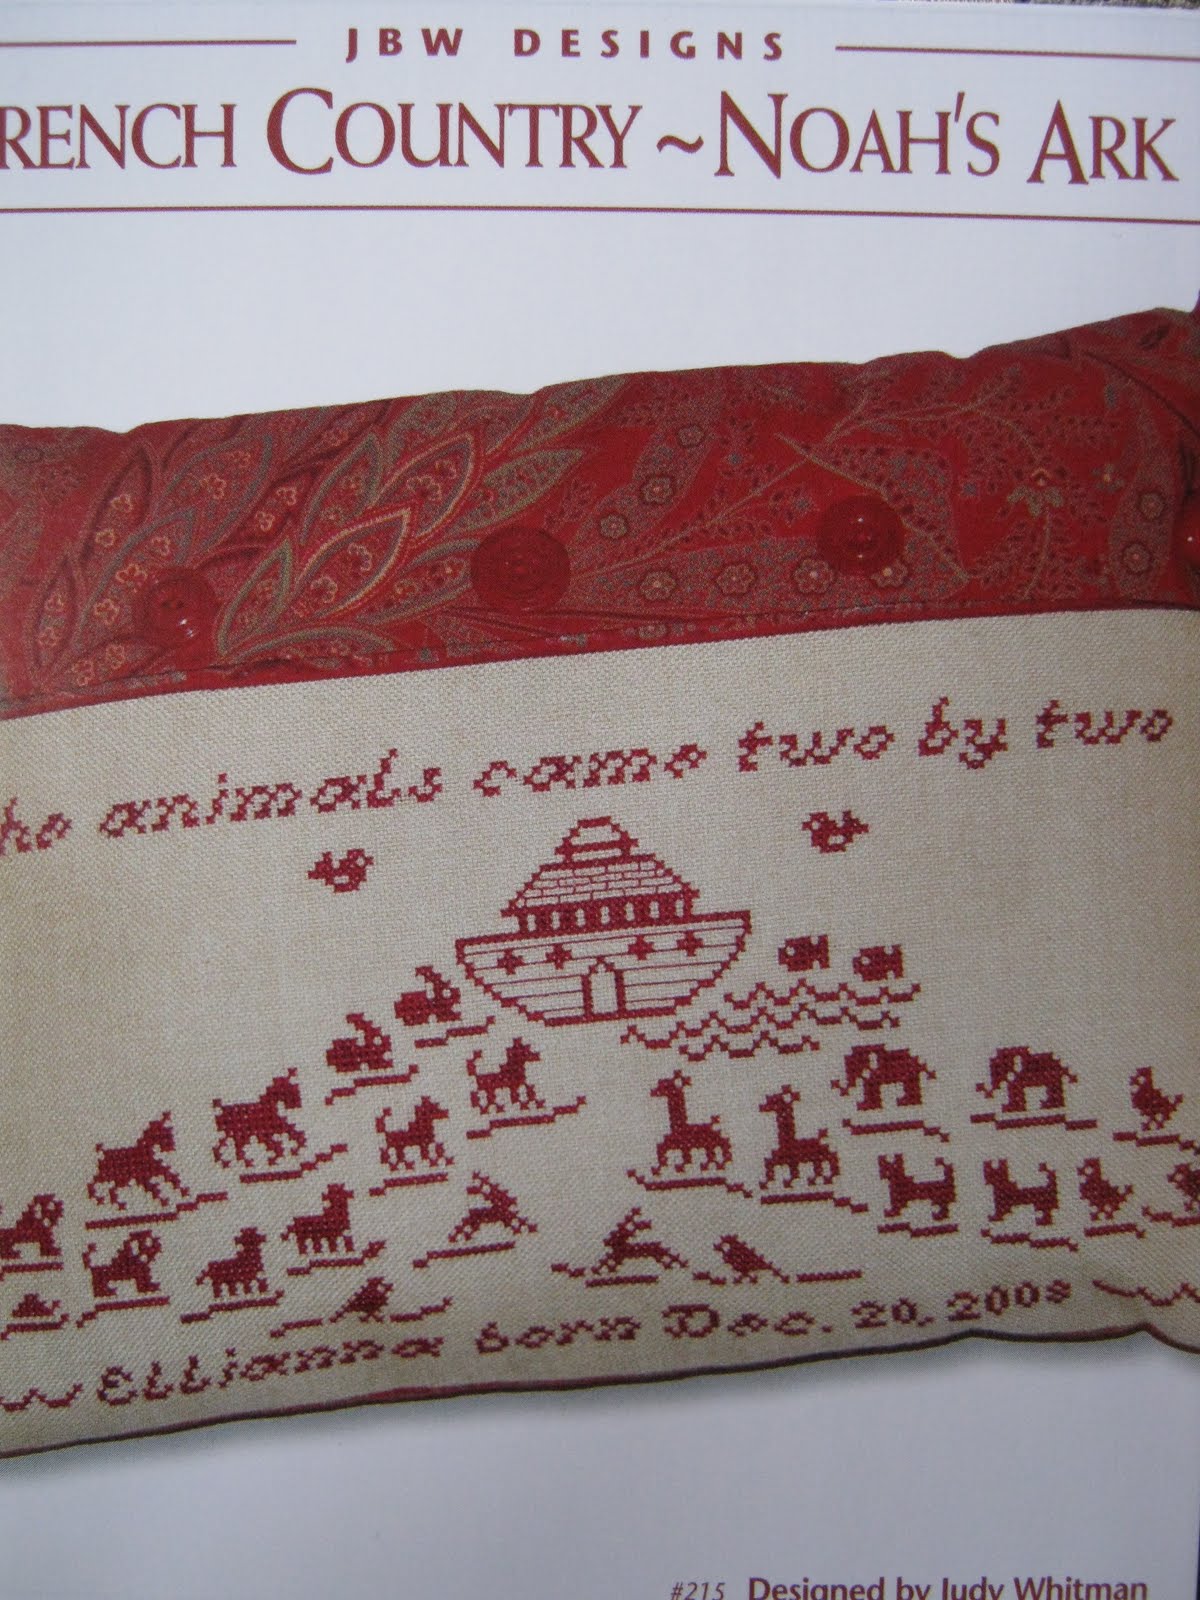 JBW DESIGNS
RENCH COUNTRY ~ NOAH'S ARK
he animals came two by two
Ellianna born Dec. 20, 2008
#215 Designed by Judy Whitman